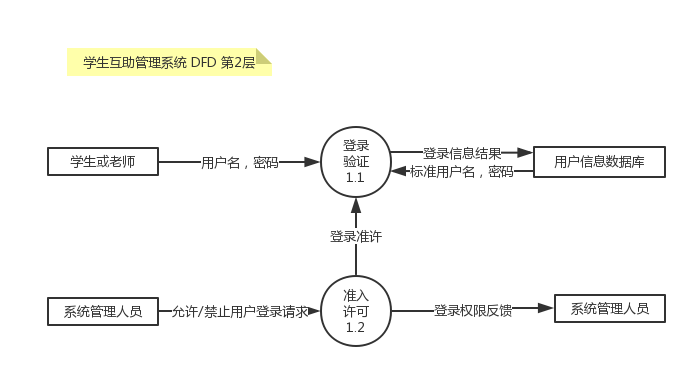 学生互助管理系统 DFD 第2层
登录
验证
1.1
学生或老师
用户名，密码
登录信息结果
标准用户名，密码
用户信息数据库
登录准许
准入
许可
1.2
系统管理人员
允许/禁止用户登录请求
登录权限反馈
系统管理人员